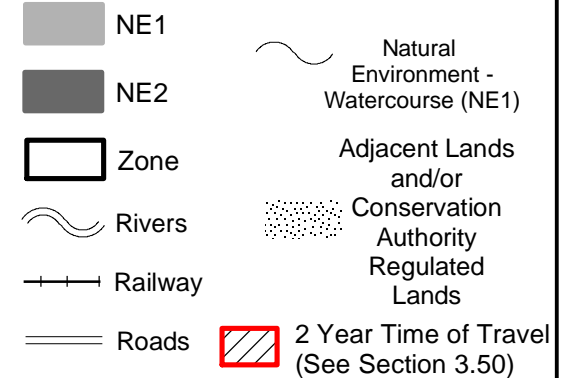 NE1
NE2
Zone
Rivers
Railway
Roads
Natural
Environment -
Watercourse (NE1)
Adjacent Lands
and/or
Conservation
Authority
Regulated
Lands
2 Year Time of Travel
(See Section 3.50)